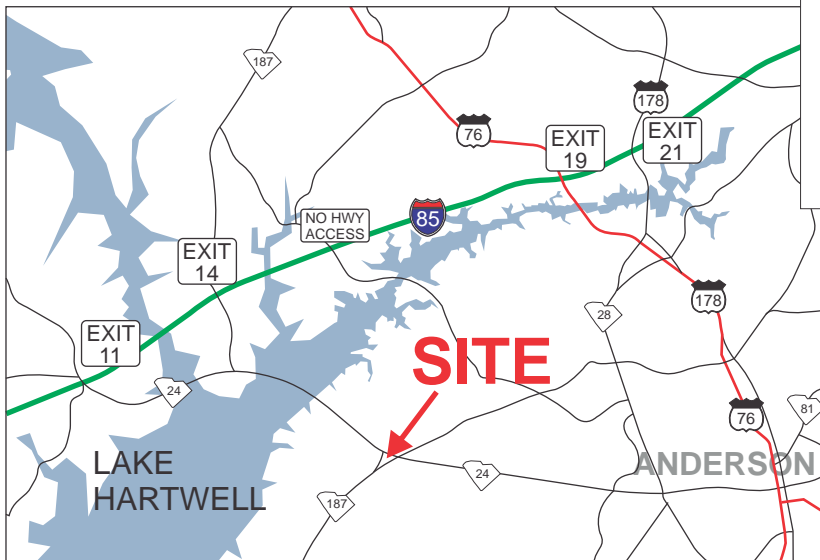 187
178
76
EXIT
19
EXIT
21
NO HWY
ACCESS
85
EXIT
14
178
28
EXIT
11
SITE
24
81
76
LAKE
HARTWELL
ANDERSON
24
187